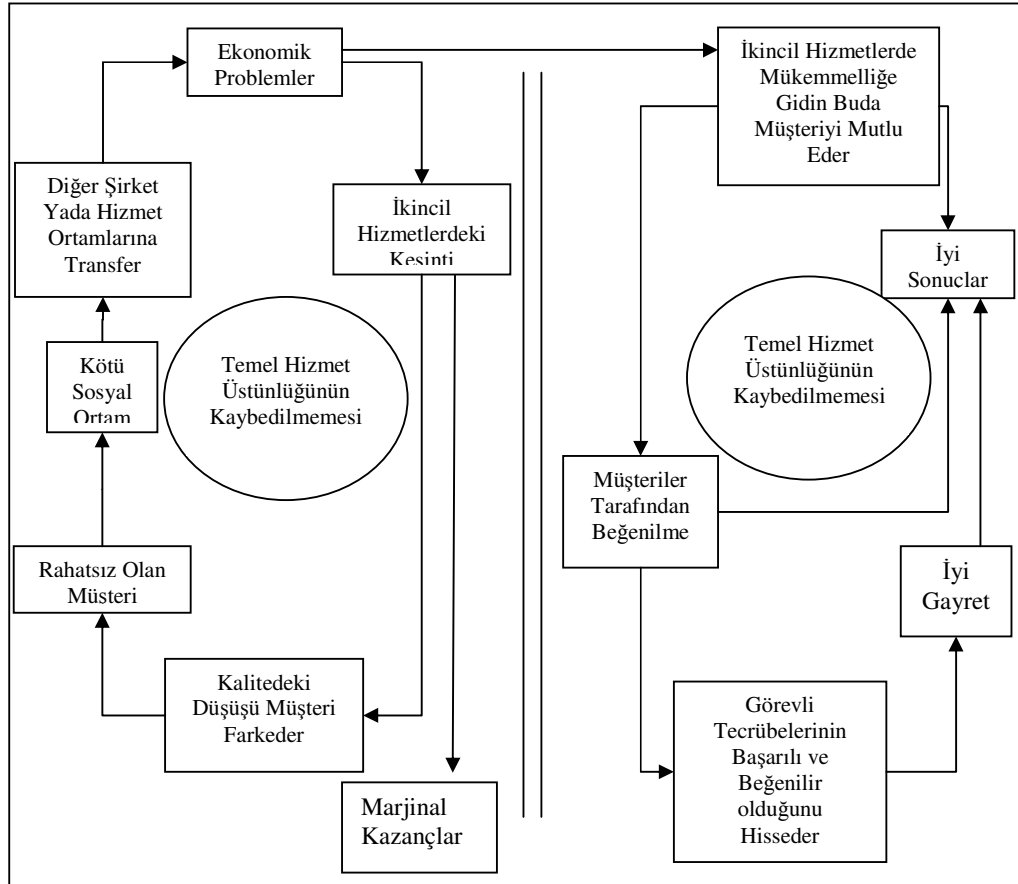 Ekonomik
Problemler
İkincil Hizmetlerde
Mükemmelliğe
Gidin Buda
Müşteriyi Mutlu
Eder
Diğer Şirket
Yada Hizmet
Ortamlarına
Transfer
İkincil
Hizmetlerdeki
Kesinti
İyi
Sonuclar
Kötü
Sosyal
Ortam
Temel Hizmet
Üstünlüğünün
Kaybedilmemesi
Temel Hizmet
Üstünlüğünün
Kaybedilmemesi
Müşteriler
Tarafından
Beğenilme
Rahatsız Olan
Müsteri
İyi
Gayret
Kalitedeki
Düşüşü Müşteri
Farkeder
Görevli
Tecrübelerinin
Başarılı ve
Beğenilir
olduğunu
Hisseder
Marjinal
Kazançlar